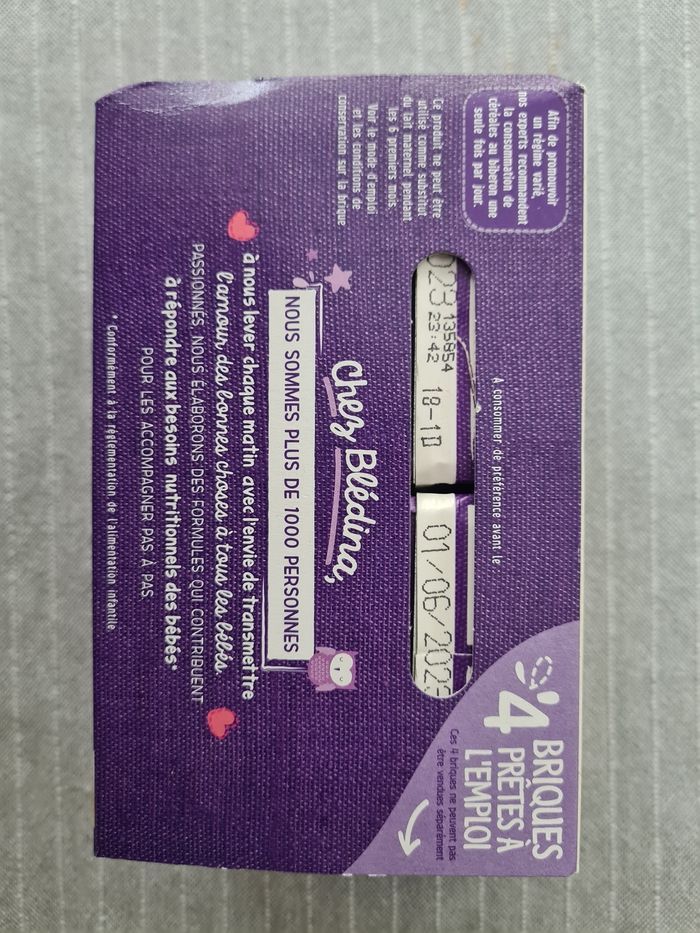 Afin de promouvoir
un régime varié,
nos experts recommandent
la consommation de
céréales au biberon une
seule fois par jour.
Ce produit ne peut être
utilisé comme substitut
du lait maternel pendant
les 6 premiers mois.
Voir le mode d'emploi
et les conditions de
conservation sur la brique
À consommer de préférence avant le :
023 135854
23:42 18-10
01/06/2023
4 BRIQUES
PRÊTES À
L'EMPLOI
Ces 4 briques ne peuvent pas
être vendues séparément
chez Blédina,
NOUS SOMMES PLUS DE 1000 PERSONNES
à nous lever chaque matin avec l'envie de transmettre
l'amour des bonnes choses à tous les bébés.
PASSIONNÉS, NOUS ÉLABORONS DES FORMULES QUI CONTRIBUENT
à répondre aux besoins nutritionnels des bébés*
POUR LES ACCOMPAGNER PAS À PAS.
* Conformément à la réglementation de l'alimentation infantile